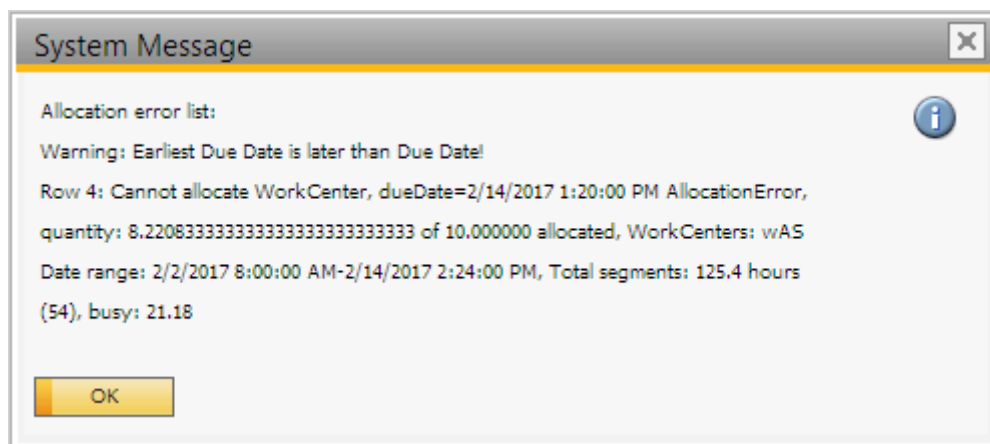 System Message
Allocation error list:
Warning: Earliest Due Date is later than Due Date!
Row 4: Cannot allocate WorkCenter, dueDate=2/14/2017 1:20:00 PM AllocationError,
quantity: 8.2208333333333333333333333333 of 10.000000 allocated, WorkCenters: wAS
Date range: 2/2/2017 8:00:00 AM-2/14/2017 2:24:00 PM, Total segments: 125.4 hours
(54), busy: 21.18
OK